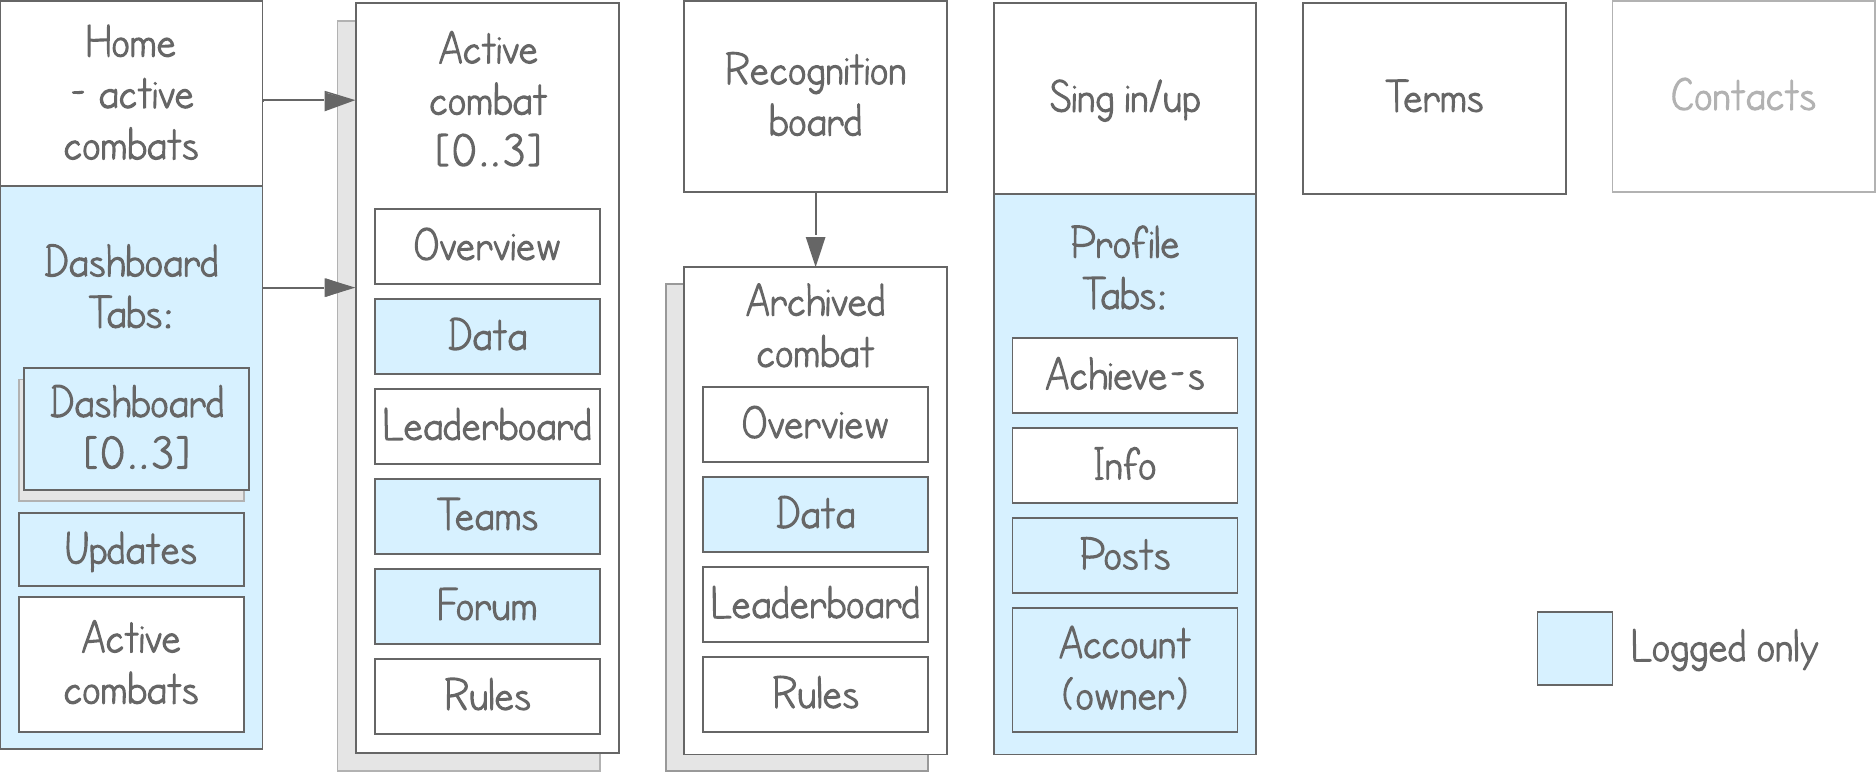 Home
- active
combats
Dashboard
Tabs:
Dashboard
[0..3]
Updates
Active
combats
Active
combat
[0..3]
Overview
Data
Leaderboard
Teams
Forum
Rules
Recognition
board
Archived
combat
Overview
Data
Leaderboard
Rules
Sing in/up
Profile
Tabs:
Achieve-s
Info
Posts
Account
(owner)
Terms
Contacts
Logged only